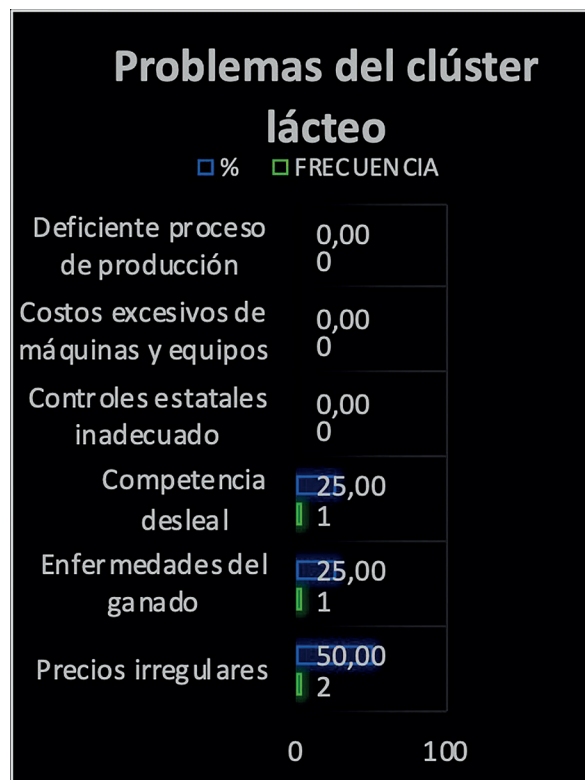 Problemas del clúster
lácteo
% FRECUENCIA
Deficiente proceso
de producción
0,00
0
Costos excesivos de
máquinas y equipos
0,00
0
Controles estatales
inadecuado
0,00
0
Competencia
desleal
25,00
1
Enfermedades del
ganado
25,00
1
Precios irregulares
50,00
2
0 100